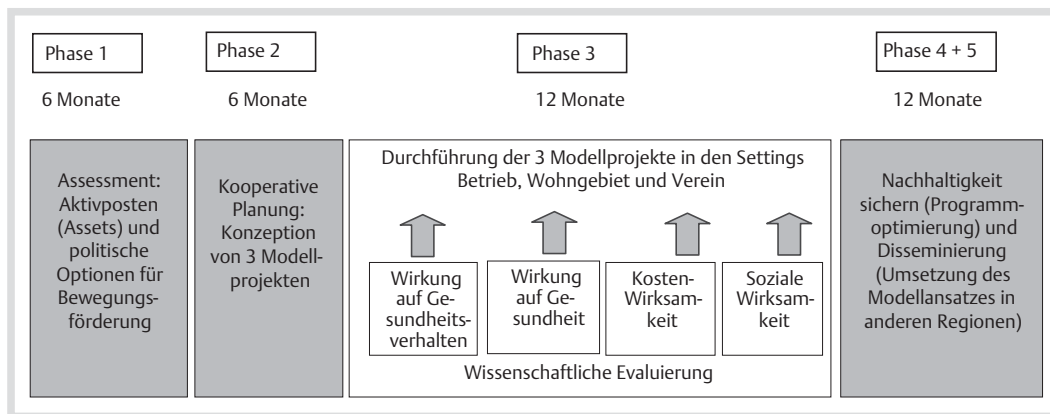 Phase 1
6 Monate
Assessment:
Aktivposten
(Assets) und
politische
Optionen für
Bewegungs-
förderung
Phase 2
6 Monate
Kooperative
Planung:
Konzeption
von 3 Modell-
projekten
Phase 3
12 Monate
Durchführung der 3 Modellprojekte in den Settings
Betrieb, Wohngebiet und Verein
Wirkung
auf Ge-
sundheits-
verhalten
Wirkung
auf Ge-
sundheit
Kosten-
Wirksam-
keit
Soziale
Wirksam-
keit
Wissenschaftliche Evaluierung
Phase 4 + 5
12 Monate
Nachhaltigkeit
sichern (Programm-
optimierung) und
Disseminierung
(Umsetzung des
Modellansatzes in
anderen Regionen)